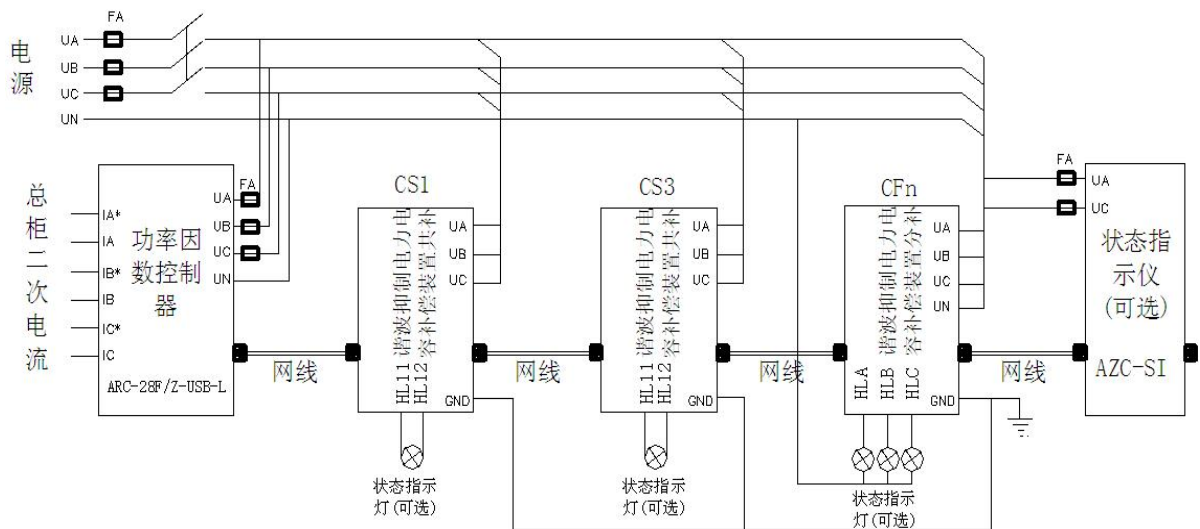 FA
电源
UA
UB
UC
UN
总柜二次电流
IA*
IA
IB*
IB
IC*
IC
功率因
数控制
器
ARC-28F/Z-USB-L
FA
UA
UB
UC
UN
网线
CS1
谐波抑制电力电
容补偿装置共补
UA
UB
UC
HL11
HL12
GND
状态指示
灯(可选)
网线
CS3
谐波抑制电力电
容补偿装置共补
UA
UB
UC
HL11
HL12
GND
状态指示
灯(可选)
网线
CFn
谐波抑制电力电
容补偿装置分补
UA
UB
UC
UN
HLA
HLB
HLC
GND
状态指示
灯(可选)
网线
FA
UA
UC
状态指
示仪
(可选)
AZC-SI